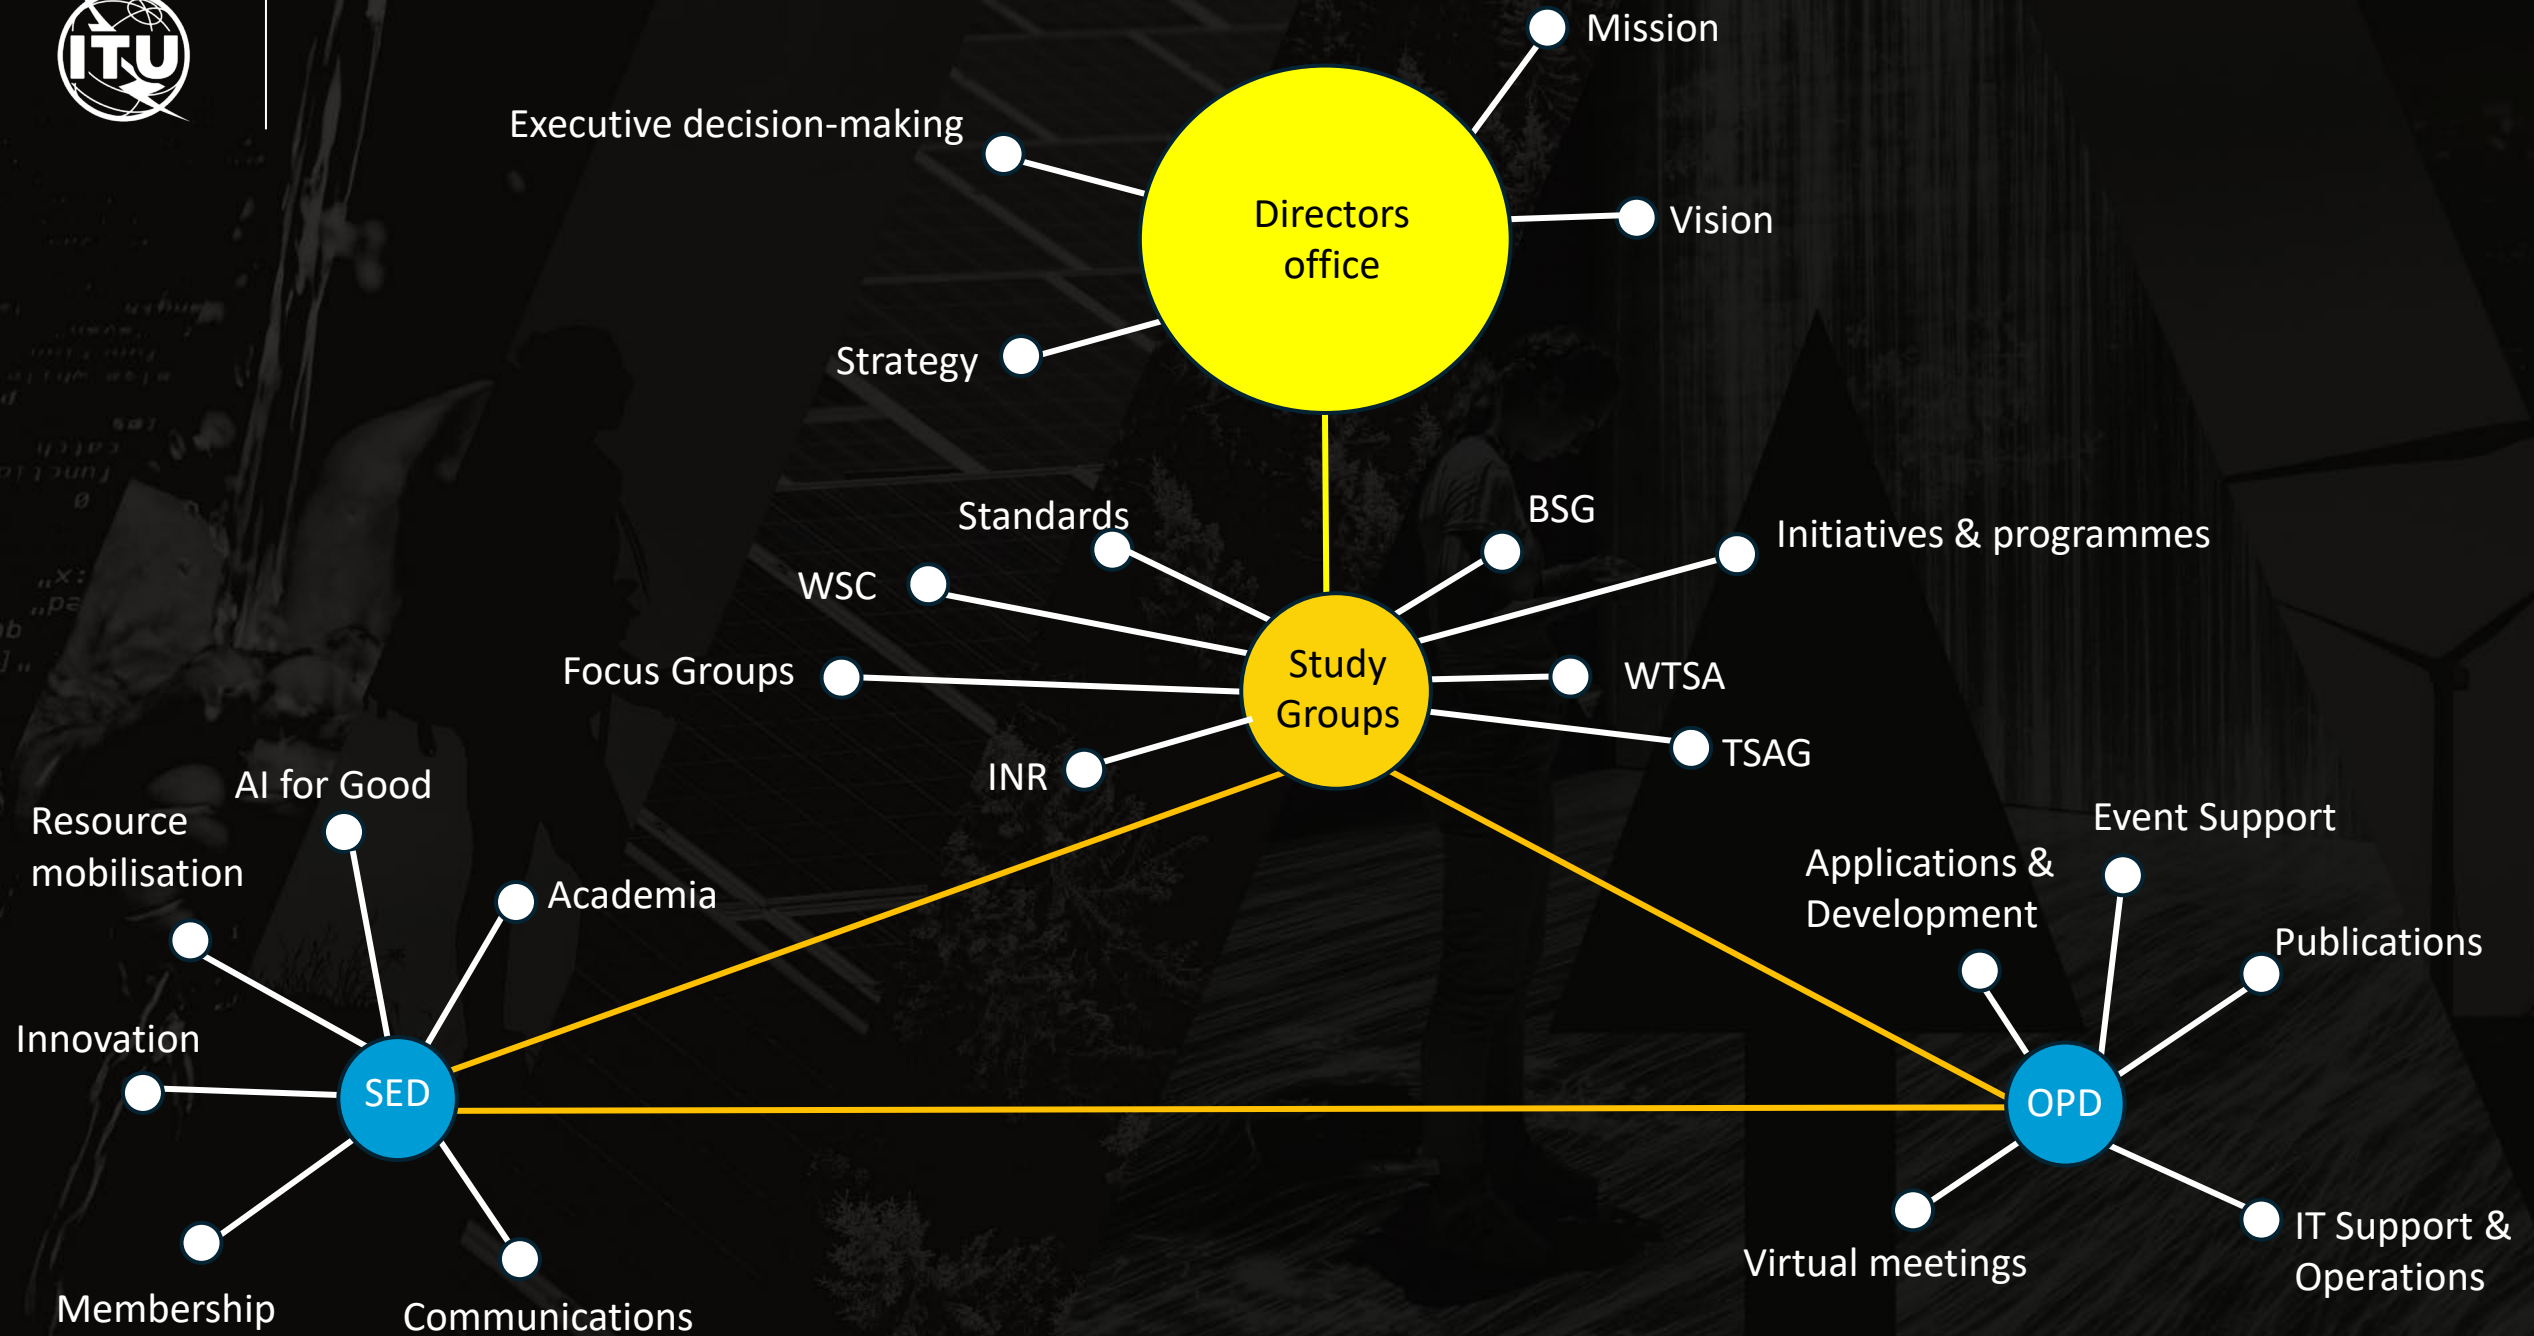 ITU
Mission
Executive decision-making
Directors
office
Vision
Strategy
Standards
BSG
Initiatives & programmes
WSC
Focus Groups
Study
Groups
WTSA
INR
TSAG
AI for Good
Resource
mobilisation
Academia
Innovation
SED
Membership
Communications
Event Support
Applications &
Development
Publications
OPD
Virtual meetings
IT Support &
Operations